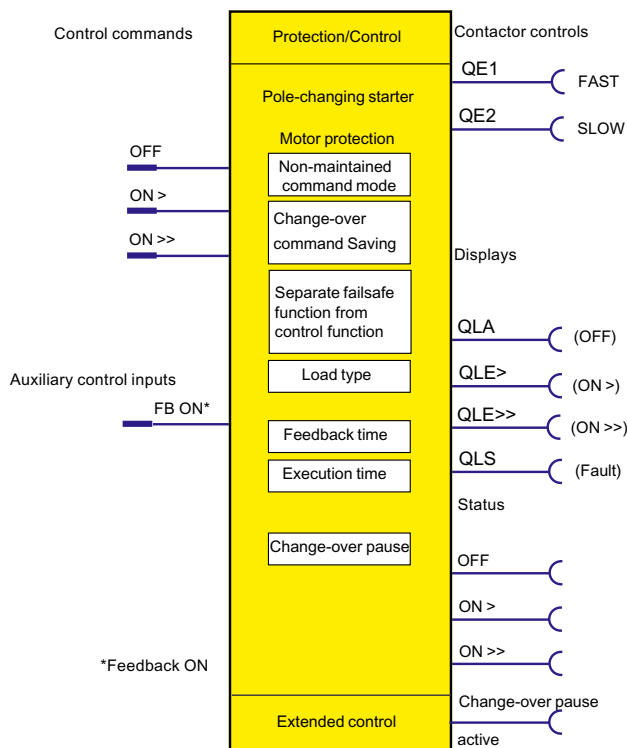 Control commands
Protection/Control
Contactor controls
QE1
FAST
Pole-changing starter
QE2
SLOW
Motor protection
OFF
Non-maintained
command mode
ON >
Change-over
command Saving
ON >>
Displays
Separate failsafe
function from
control function
QLA
(OFF)
Auxiliary control inputs
Load type
QLE>
(ON >)
FB ON*
QLE>>
(ON >>)
Feedback time
QLS
(Fault)
Execution time
Status
Change-over pause
OFF
ON >
ON >>
*Feedback ON
Extended control
Change-over pause
active